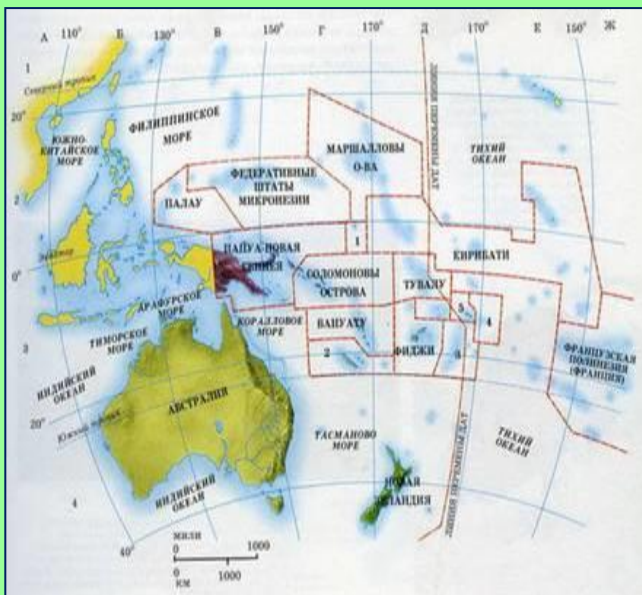 А Б В Г Д Е Ж
110° 130° 150° 170° 170° 150°
1
Северный тропик
20°
ЮЖНО-
КИТАЙСКОЕ
МОРЕ
ФИЛИППИНСКОЕ
МОРЕ
МАРШАЛЛОВЫ
О-ВА
ТИХИЙ
ОКЕАН
ФЕДЕРАТИВНЫЕ
ШТАТЫ
МИКРОНЕЗИИ
ПАЛАУ
2
Экватор
0°
ПАПУА-НОВАЯ
ГВИНЕЯ
1
КИРИБАТИ
СОЛОМОНОВЫ
ОСТРОВА
ТУВАЛУ
5
4
АРАФУРСКОЕ
МОРЕ
ТИМОРСКОЕ
МОРЕ
КОРАЛЛОВОЕ
МОРЕ
ВАНУАТУ
2
ФИДЖИ
3
ФРАНЦУЗСКАЯ
ПОЛИНЕЗИЯ
(ФРАНЦИЯ)
3
ИНДИЙСКИЙ
ОКЕАН
20°
Южный тропик
АВСТРАЛИЯ
ТАСМАНОВО
МОРЕ
ТИХИЙ
ОКЕАН
ЛИНИЯ ПЕРЕМЕНЫ ДАТ
НОВАЯ
ЗЕЛАНДИЯ
ИНДИЙСКИЙ
ОКЕАН
4
40°
МИЛИ
0 1000
0 1000
КМ